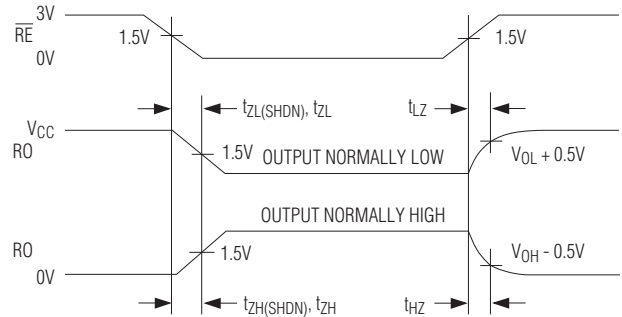 3V
RE
1.5V
1.5V
0V
tZL(SHDN), tZL
tLZ
VCC
RO
1.5V
OUTPUT NORMALLY LOW
VOL + 0.5V
OUTPUT NORMALLY HIGH
RO
1.5V
VOH - 0.5V
0V
tZH(SHDN), tZH
tHZ